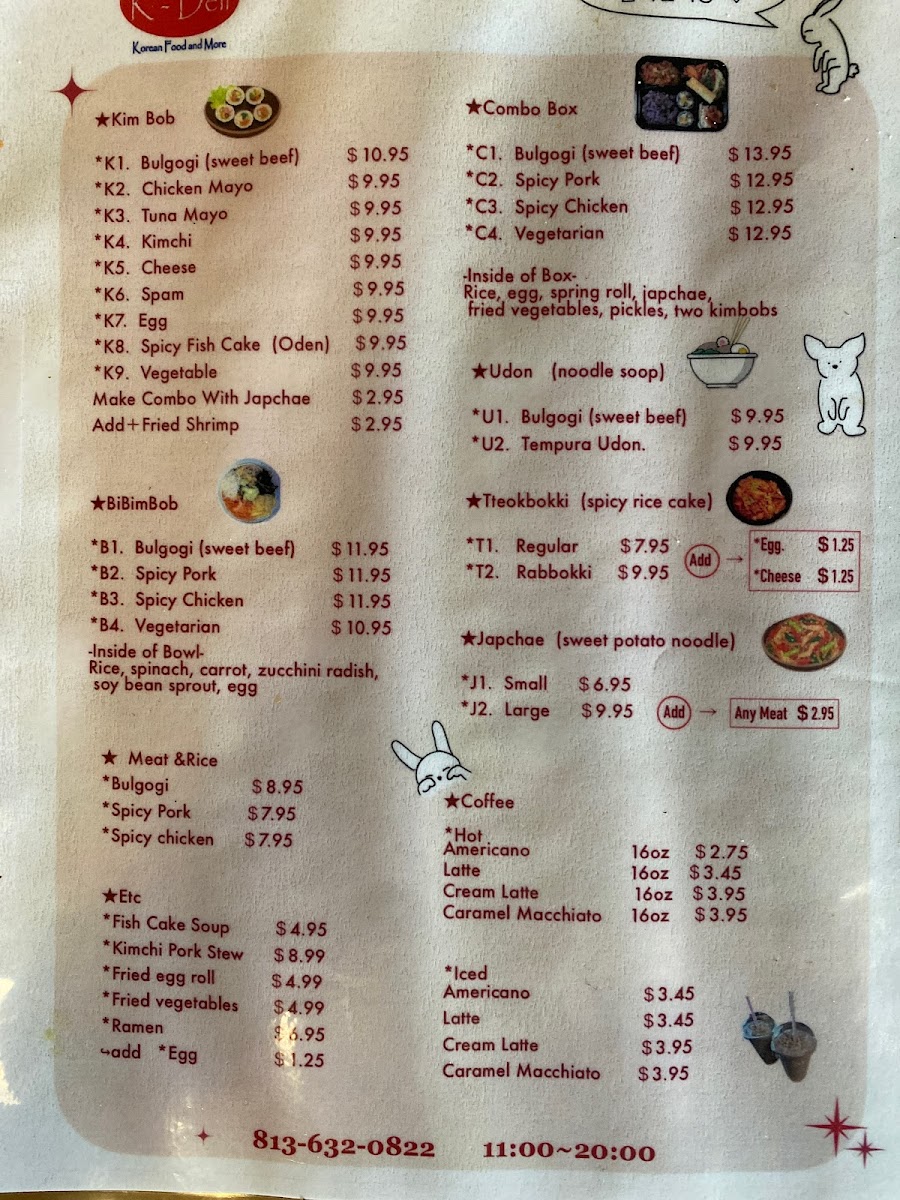 K-Deli
Korean Food and More
★Kim Bob
*K1. Bulgogi (sweet beef) $10.95
*K2. Chicken Mayo $9.95
*K3. Tuna Mayo $9.95
*K4. Kimchi $9.95
*K5. Cheese $9.95
*K6. Spam $9.95
*K7. Egg $9.95
*K8. Spicy Fish Cake (Oden) $9.95
*K9. Vegetable $9.95
Make Combo With Japchae $2.95
Add+Fried Shrimp $2.95
★BiBimBob
*B1. Bulgogi (sweet beef) $11.95
*B2. Spicy Pork $11.95
*B3. Spicy Chicken $11.95
*B4. Vegetarian $10.95
-Inside of Bowl-
Rice, spinach, carrot, zucchini radish,
soy bean sprout, egg
★ Meat &Rice
*Bulgogi $8.95
*Spicy Pork $7.95
*Spicy chicken $7.95
★Etc
*Fish Cake Soup $4.95
*Kimchi Pork Stew $8.99
*Fried egg roll $4.99
*Fried vegetables $4.99
*Ramen $6.95
↪add *Egg $1.25
★Combo Box
*C1. Bulgogi (sweet beef) $13.95
*C2. Spicy Pork $12.95
*C3. Spicy Chicken $12.95
*C4. Vegetarian $12.95
-Inside of Box-
Rice, egg, spring roll, japchae,
fried vegetables, pickles, two kimbobs
★Udon (noodle soop)
*U1. Bulgogi (sweet beef) $9.95
*U2. Tempura Udon. $9.95
★Tteokbokki (spicy rice cake)
*T1. Regular $7.95
*T2. Rabbokki $9.95
Add →
*Egg. $1.25
*Cheese $1.25
★Japchae (sweet potato noodle)
*J1. Small $6.95
*J2. Large $9.95
Add → Any Meat $2.95
★Coffee
*Hot
Americano 16oz $2.75
Latte 16oz $3.45
Cream Latte 16oz $3.95
Caramel Macchiato 16oz $3.95
*Iced
Americano $3.45
Latte $3.45
Cream Latte $3.95
Caramel Macchiato $3.95
813-632-0822 11:00~20:00